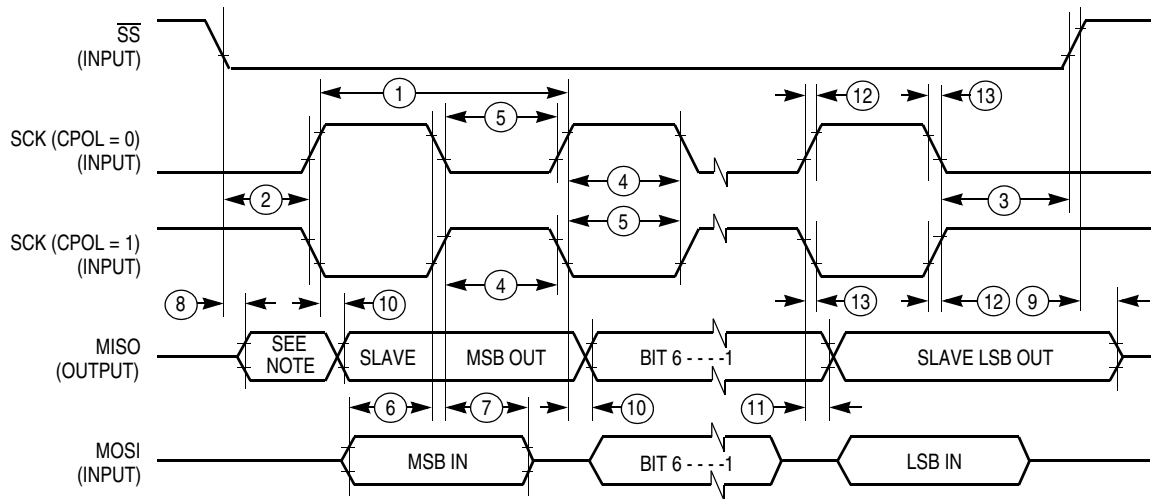 SS
(INPUT)
1
12
13
5
SCK (CPOL = 0)
(INPUT)
2
4
3
5
SCK (CPOL = 1)
(INPUT)
4
8
10
13
12
9
MISO
(OUTPUT)
SEE
NOTE
SLAVE
MSB OUT
BIT 6 - - - - 1
SLAVE LSB OUT
6
7
10
11
MOSI
(INPUT)
MSB IN
BIT 6 - - - - 1
LSB IN